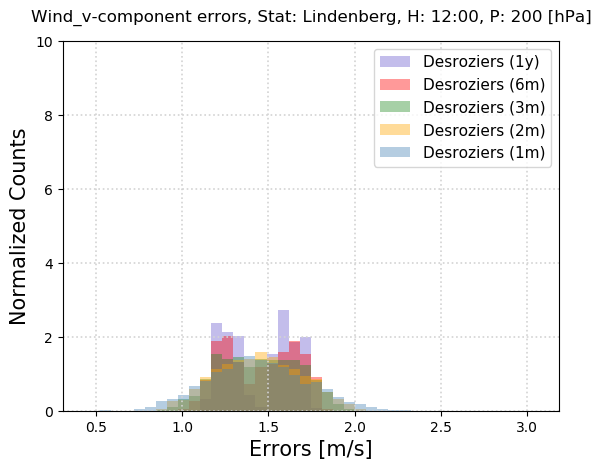 Wind_v-component errors, Stat: Lindenberg, H: 12:00, P: 200 [hPa]
10
8
6
4
2
0
Normalized Counts
Desroziers (1y)
Desroziers (6m)
Desroziers (3m)
Desroziers (2m)
Desroziers (1m)
0.5 1.0 1.5 2.0 2.5 3.0
Errors [m/s]